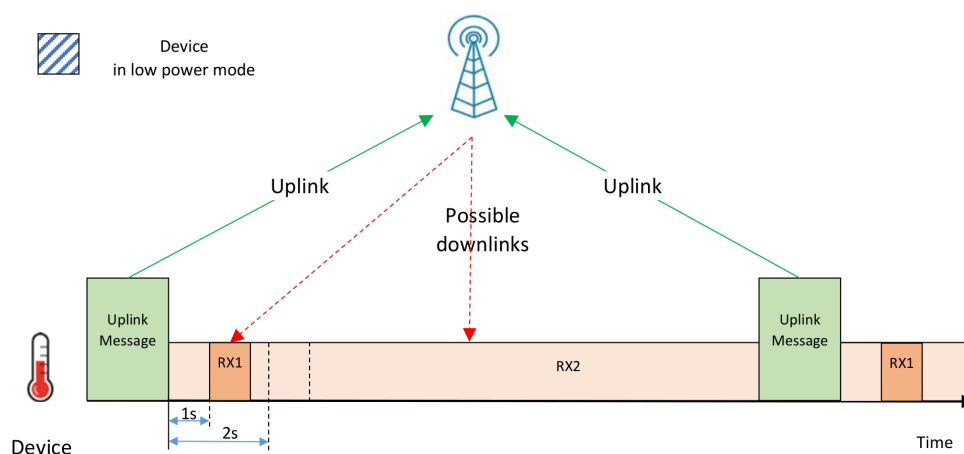 Device
in low power mode
Uplink
Uplink
Possible
downlinks
Uplink
Message
Uplink
Message
RX1
RX2
RX1
1s
2s
Device
Time